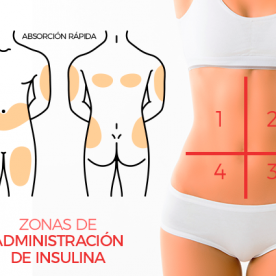 ABSORCIÓN RÁPIDA
1 2
4 3
ZONAS DE
ADMINISTRACIÓN
DE INSULINA